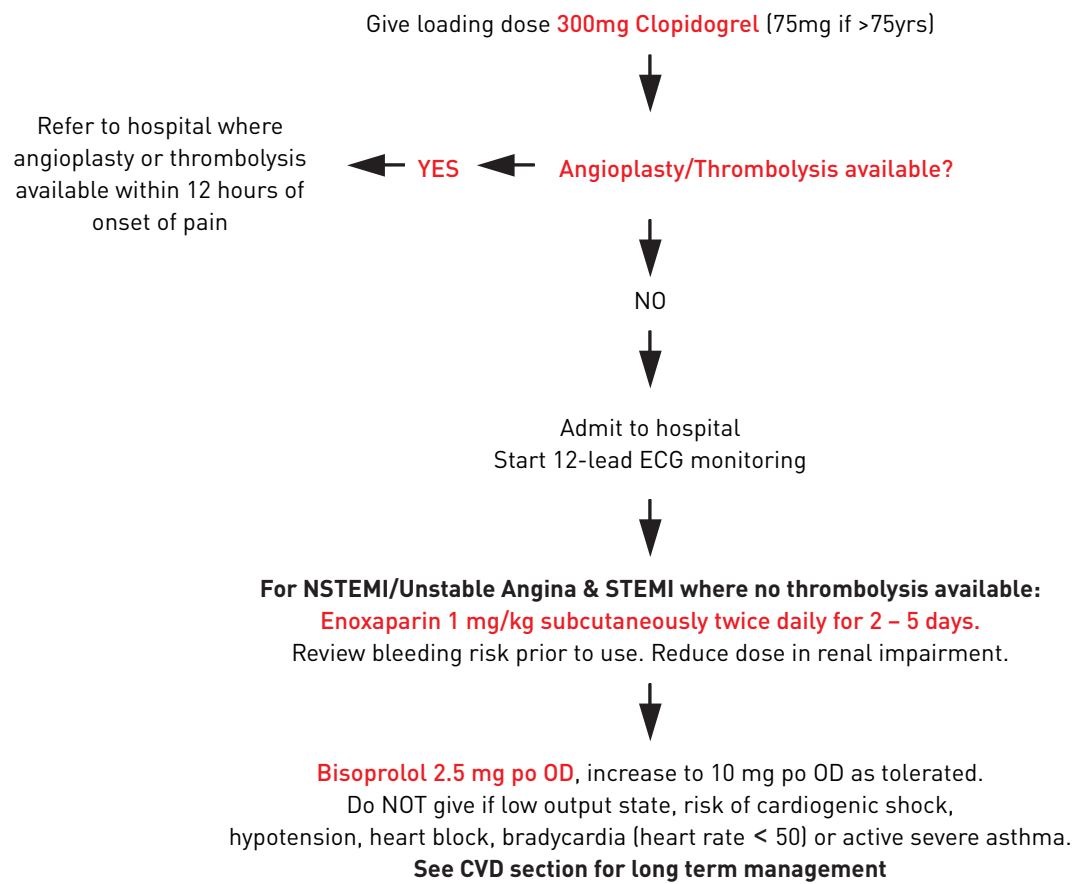 Give loading dose 300mg Clopidogrel (75mg if >75yrs)
Refer to hospital where
angioplasty or thrombolysis
available within 12 hours of
onset of pain
YES
Angioplasty/Thrombolysis available?
NO
Admit to hospital
Start 12-lead ECG monitoring
For NSTEMI/Unstable Angina & STEMI where no thrombolysis available:
Enoxaparin 1 mg/kg subcutaneously twice daily for 2 – 5 days.
Review bleeding risk prior to use. Reduce dose in renal impairment.
Bisoprolol 2.5 mg po OD, increase to 10 mg po OD as tolerated.
Do NOT give if low output state, risk of cardiogenic shock,
hypotension, heart block, bradycardia (heart rate < 50) or active severe asthma.
See CVD section for long term management